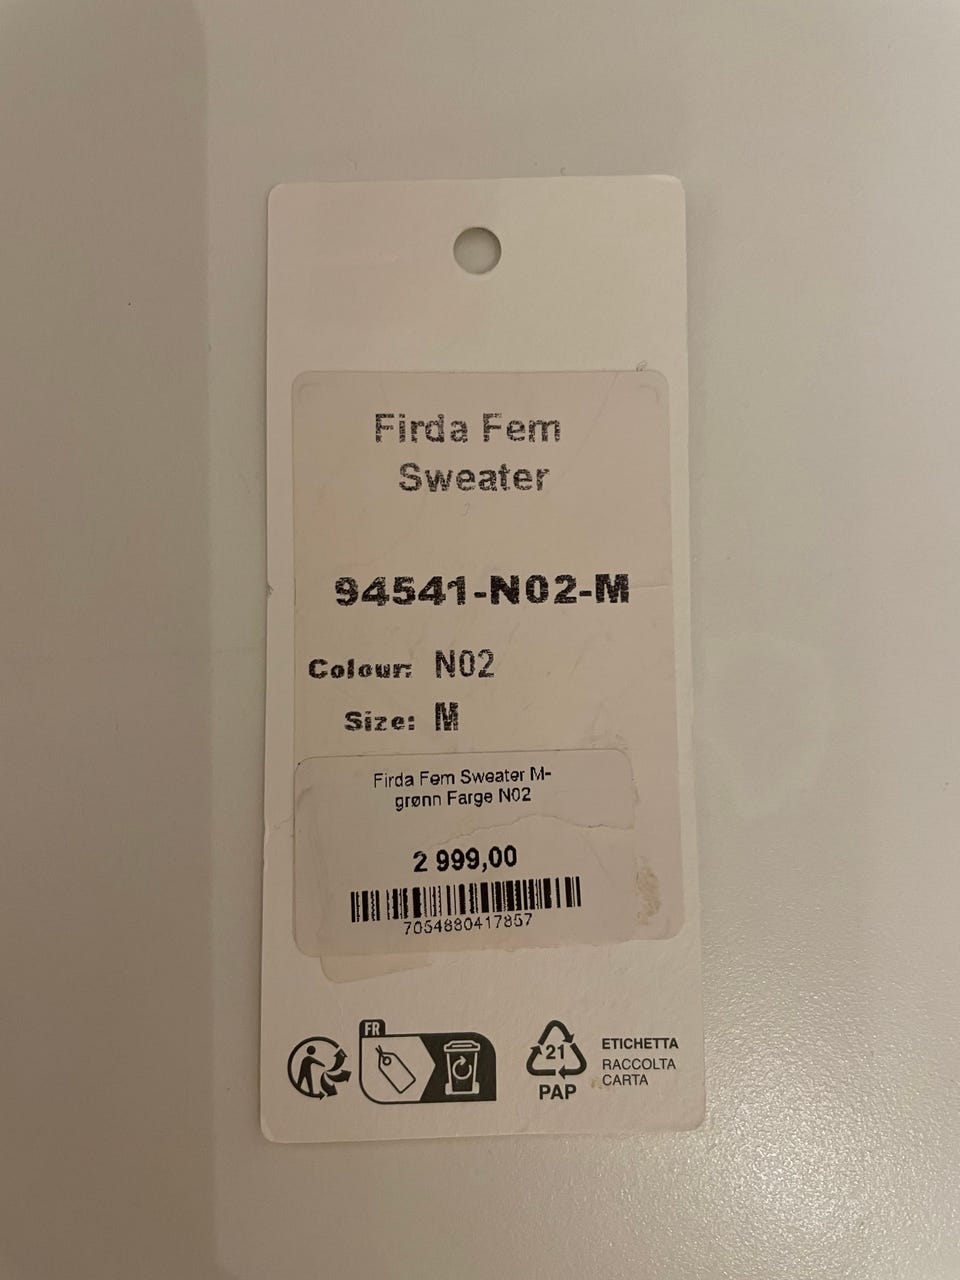 Firda Fem
Sweater
94541-N02-M
Colour: N02
Size: M
Firda Fem Sweater M-
grønn Farge N02
2 999,00
7054880417857
FR
21
PAP
ETICHETTA
RACCOLTA
CARTA